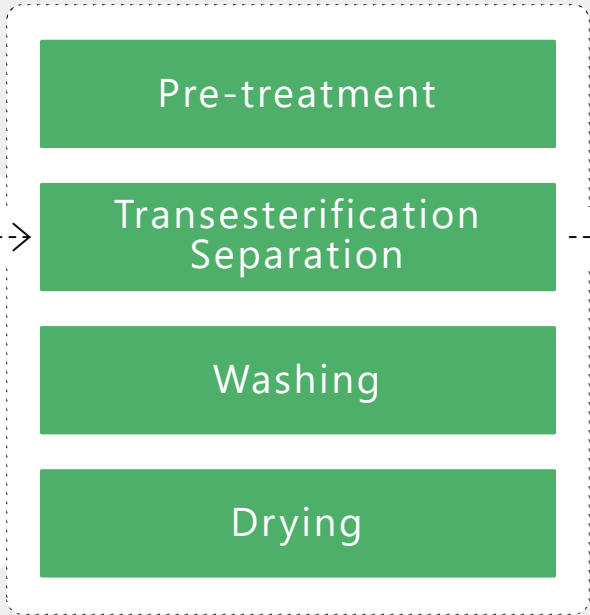 Pre-treatment
Transesterification
Separation
Washing
Drying